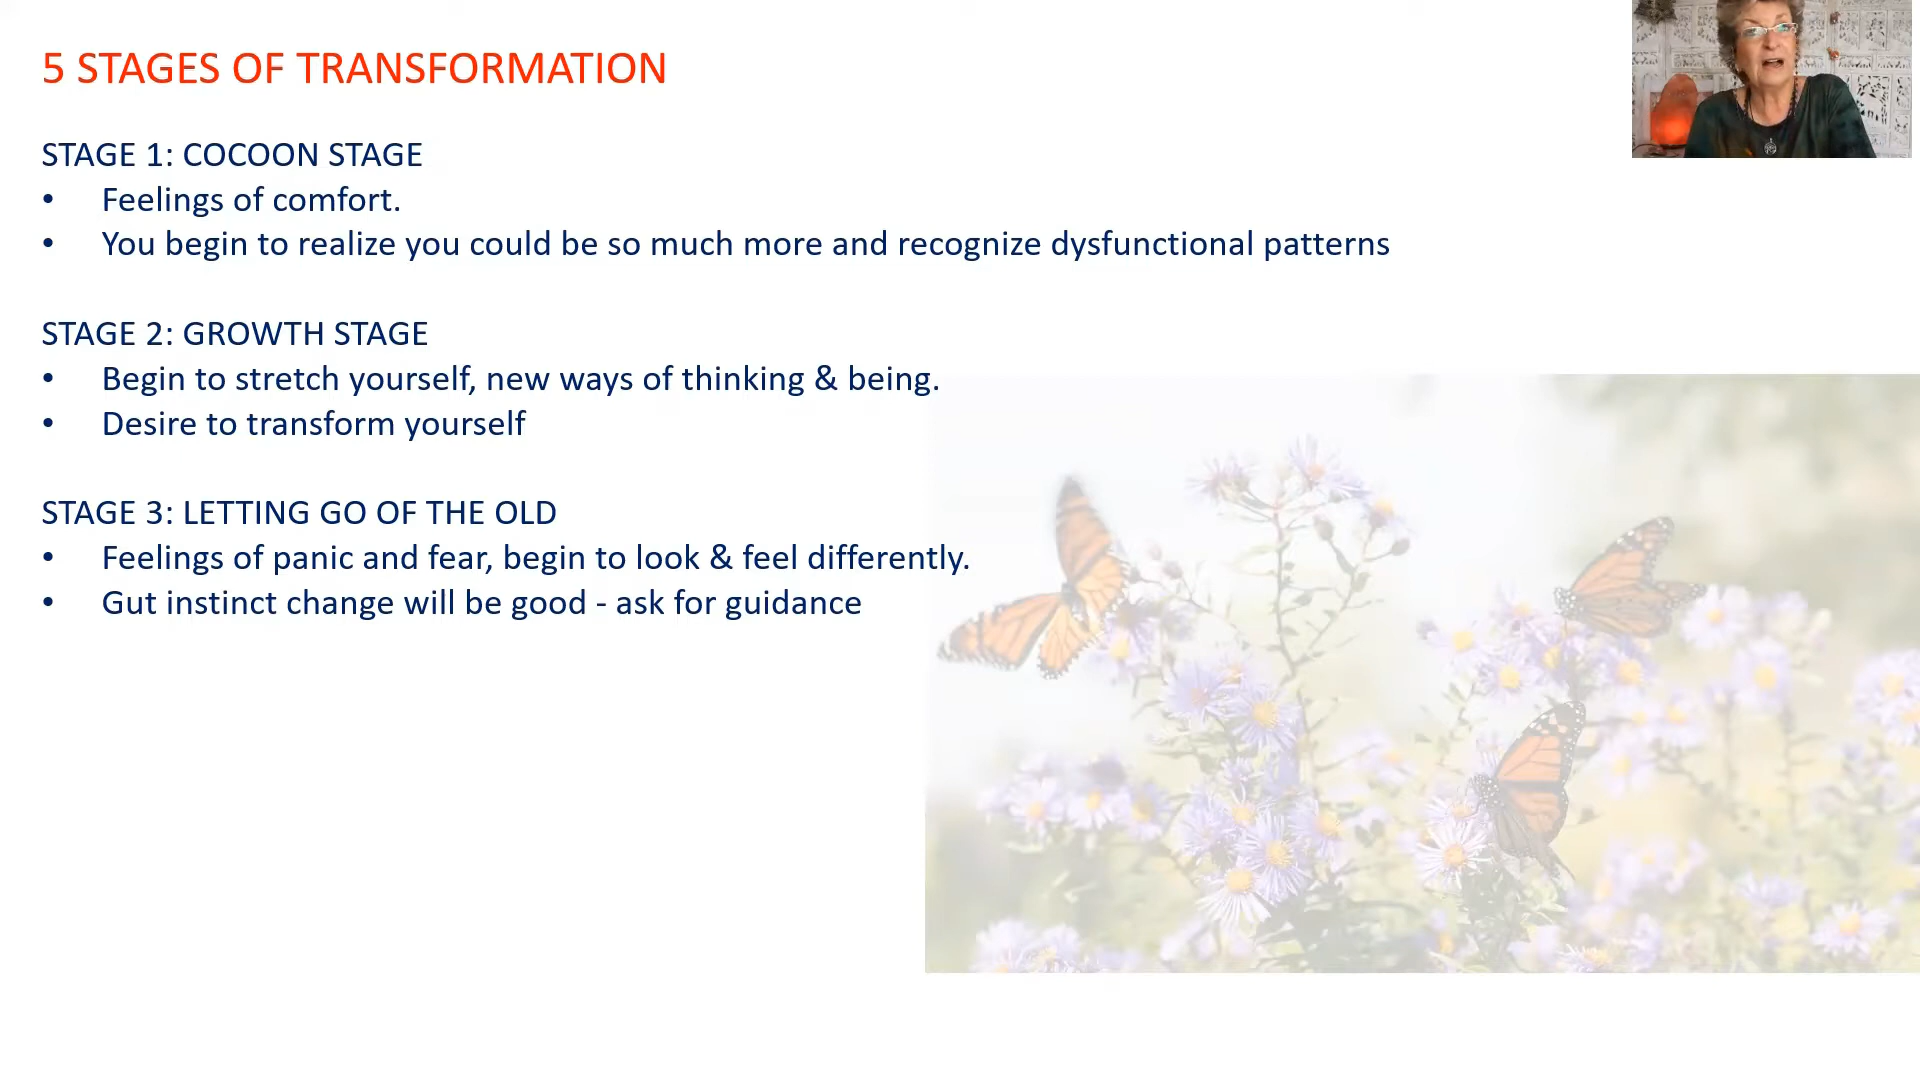 5 STAGES OF TRANSFORMATION
STAGE 1: COCOON STAGE
• Feelings of comfort.
• You begin to realize you could be so much more and recognize dysfunctional patterns
STAGE 2: GROWTH STAGE
• Begin to stretch yourself, new ways of thinking & being.
• Desire to transform yourself
STAGE 3: LETTING GO OF THE OLD
• Feelings of panic and fear, begin to look & feel differently.
• Gut instinct change will be good - ask for guidance